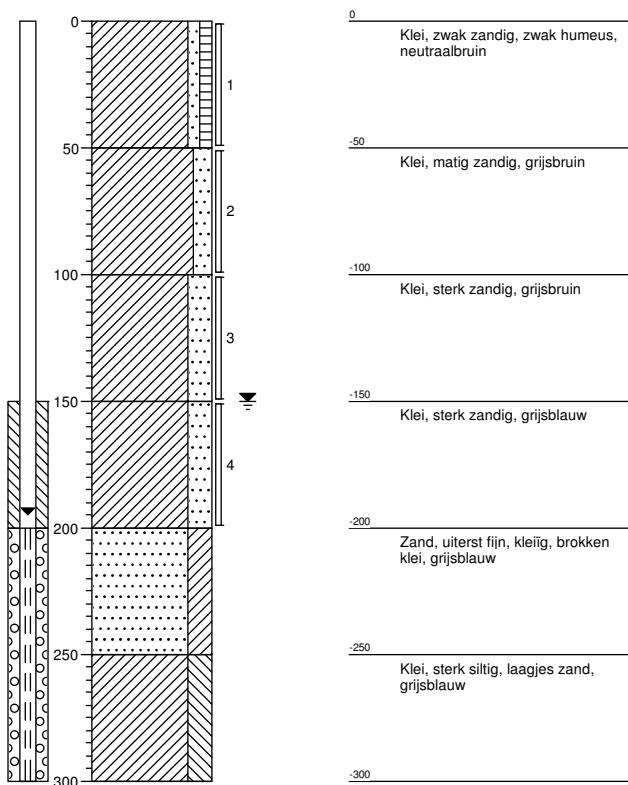 0
50
100
150
200
250
300
1
2
3
4
0
Klei, zwak zandig, zwak humeus,
neutraalbruin
-50
Klei, matig zandig, grijsbruin
-100
Klei, sterk zandig, grijsbruin
-150
Klei, sterk zandig, grijsblauw
-200
Zand, uiterst fijn, kleiïg, brokken
klei, grijsblauw
-250
Klei, sterk siltig, laagjes zand,
grijsblauw
-300